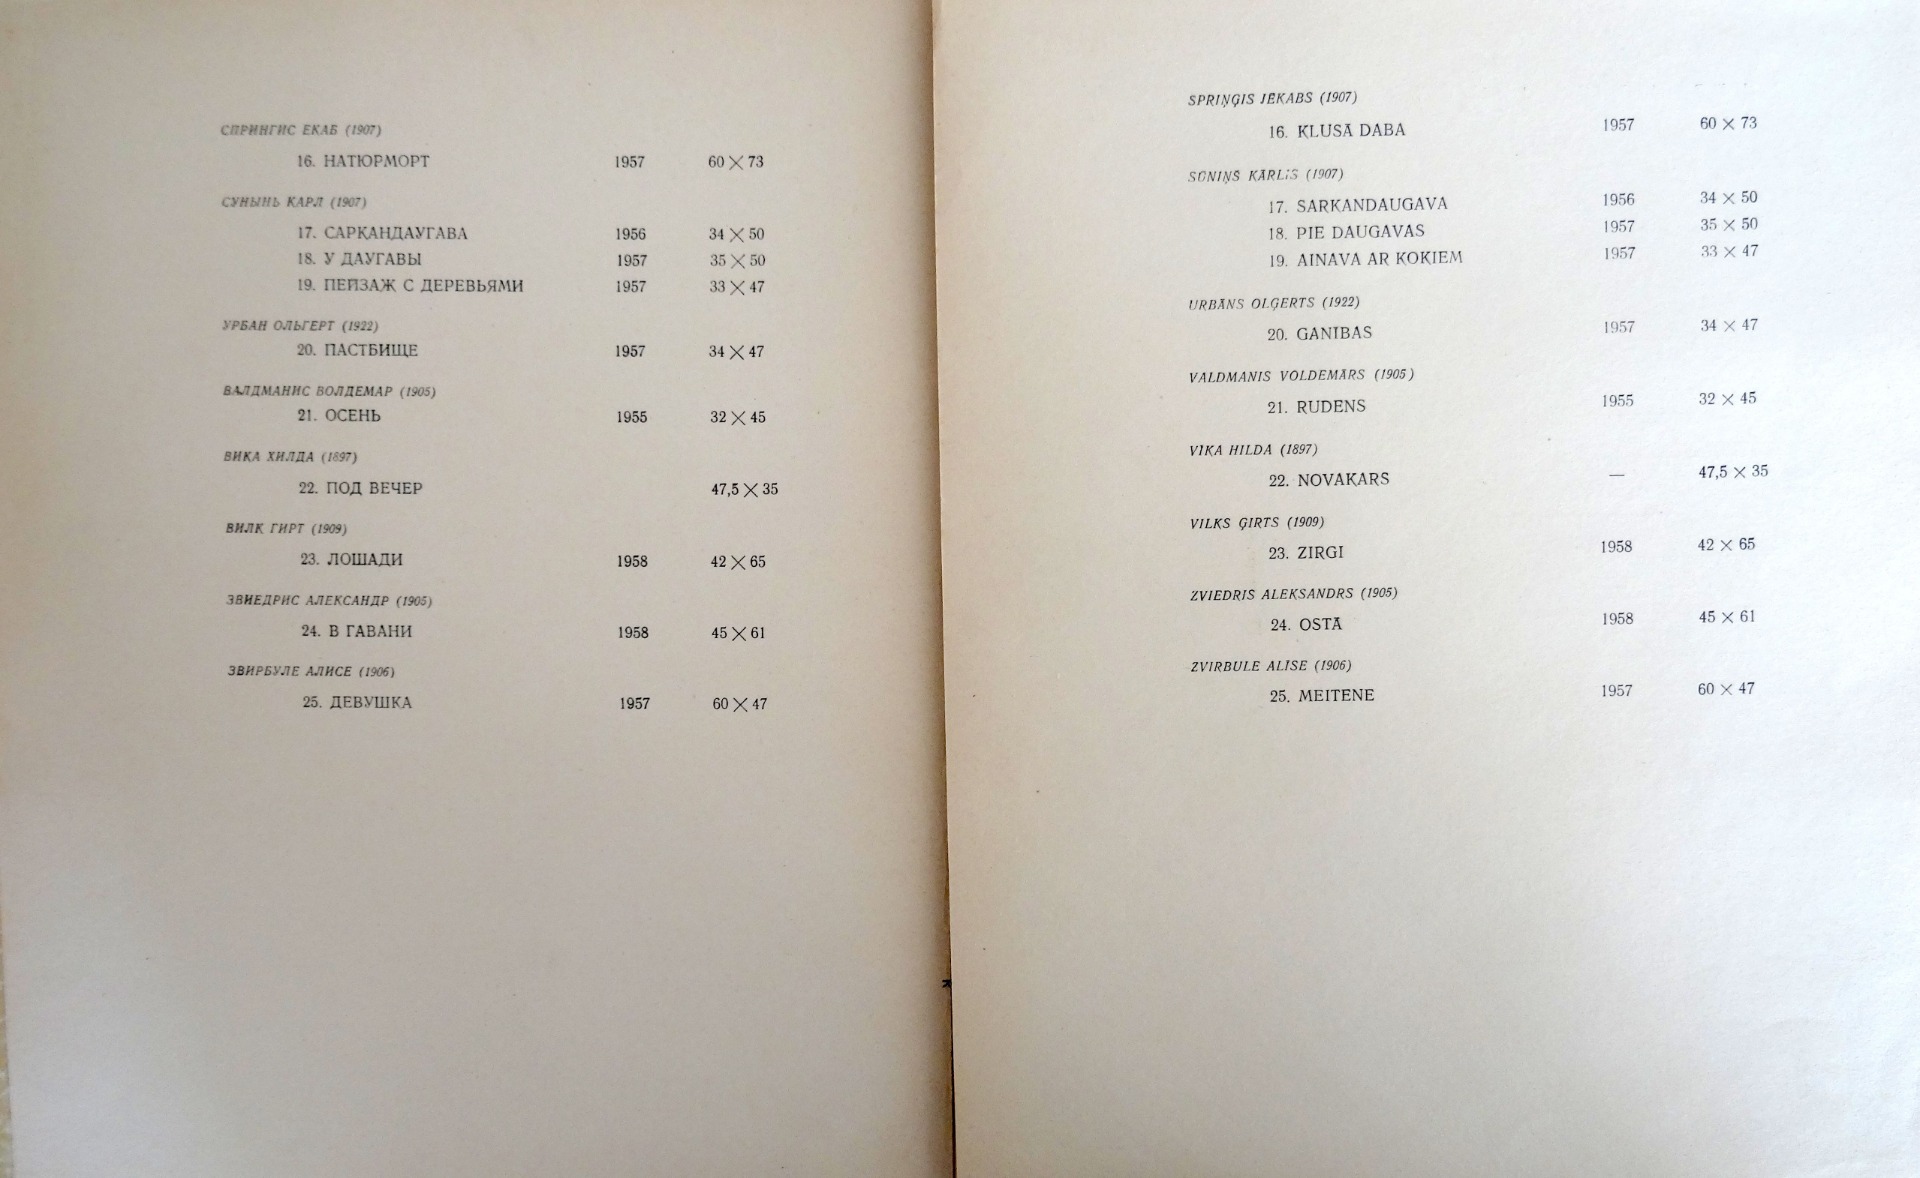 СПРИНГИС ЕКАБ (1907)
16. НАТЮРМОРТ 1957 60 × 73
СУНЫНЬ КАРЛ (1907)
17. САРКАНДАУГАВА 1956 34 × 50
18. У ДАУГАВЫ 1957 35 × 50
19. ПЕЙЗАЖ С ДЕРЕВЬЯМИ 1957 33 × 47
УРБАН ОЛЬГЕРТ (1922)
20. ПАСТБИЩЕ 1957 34 × 47
ВАЛДМАНИС ВОЛДЕМАР (1905)
21. ОСЕНЬ 1955 32 × 45
ВИКА ХИЛДА (1897)
22. ПОД ВЕЧЕР 47,5 × 35
ВИЛК ГИРТ (1909)
23. ЛОШАДИ 1958 42 × 65
ЗВИЕДРИС АЛЕКСАНДР (1905)
24. В ГАВАНИ 1958 45 × 61
ЗВИРБУЛЕ АЛИСЕ (1906)
25. ДЕВУШКА 1957 60 × 47
SPRIŅĢIS JĒKABS (1907)
16. KLUSĀ DABA 1957 60 × 73
SŪNIŅŠ KĀRLIS (1907)
17. SARKANDAUGAVA 1956 34 × 50
18. PIE DAUGAVAS 1957 35 × 50
19. AINAVA AR KOKIEM 1957 33 × 47
URBĀNS OĻĢERTS (1922)
20. GANIBAS 1957 34 × 47
VALDMANIS VOLDEMĀRS (1905)
21. RUDENS 1955 32 × 45
VIKA HILDA (1897)
22. NOVAKARS — 47,5 × 35
VILKS ĢIRTS (1909)
23. ZIRGI 1958 42 × 65
ZVIEDRIS ALEKSANDRS (1905)
24. OSTĀ 1958 45 × 61
ZVIRBULE ALISE (1906)
25. MEITENE 1957 60 × 47